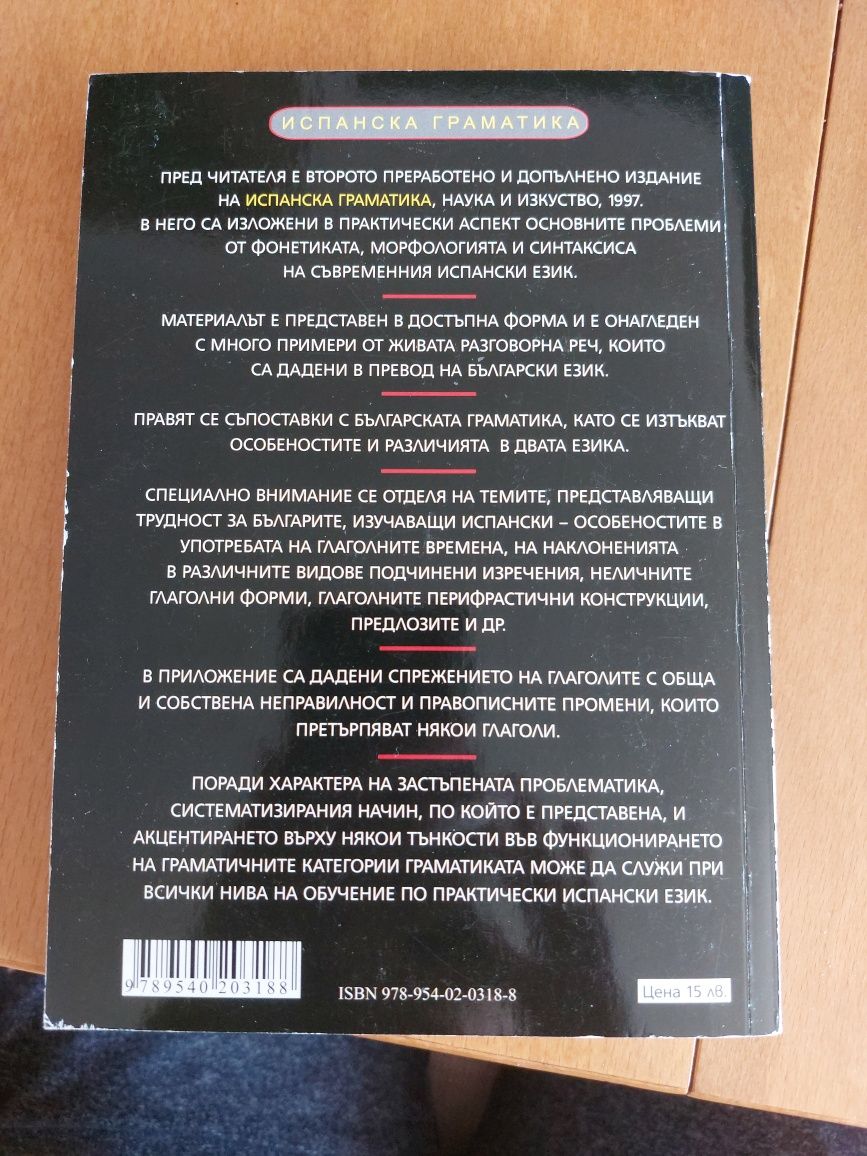 ИСПАНСКА ГРАМАТИКА
ПРЕД ЧИТАТЕЛЯ Е ВТОРОТО ПРЕРАБОТЕНО И ДОПЪЛНЕНО ИЗДАНИЕ
НА ИСПАНСКА ГРАМАТИКА, НАУКА И ИЗКУСТВО, 1997.
В НЕГО СА ИЗЛОЖЕНИ В ПРАКТИЧЕСКИ АСПЕКТ ОСНОВНИТЕ ПРОБЛЕМИ
ОТ ФОНЕТИКАТА, МОРФОЛОГИЯТА И СИНТАКСИСА
НА СЪВРЕМЕННИЯ ИСПАНСКИ ЕЗИК.
МАТЕРИАЛЪТ Е ПРЕДСТАВЕН В ДОСТЪПНА ФОРМА И Е ОНАГЛЕДЕН
С МНОГО ПРИМЕРИ ОТ ЖИВАТА РАЗГОВОРНА РЕЧ, КОИТО
СА ДАДЕНИ В ПРЕВОД НА БЪЛГАРСКИ ЕЗИК.
ПРАВЯТ СЕ СЪПОСТАВКИ С БЪЛГАРСКАТА ГРАМАТИКА, КАТО СЕ ИЗТЪКВАТ
ОСОБЕНОСТИТЕ И РАЗЛИЧИЯТА В ДВАТА ЕЗИКА.
СПЕЦИАЛНО ВНИМАНИЕ СЕ ОТДЕЛЯ НА ТЕМИТЕ, ПРЕДСТАВЛЯВАЩИ
ТРУДНОСТ ЗА БЪЛГАРИТЕ, ИЗУЧАВАЩИ ИСПАНСКИ – ОСОБЕНОСТИТЕ В
УПОТРЕБАТА НА ГЛАГОЛНИТЕ ВРЕМЕНА, НА НАКЛОНЕНИЯТА
В РАЗЛИЧНИТЕ ВИДОВЕ ПОДЧИНЕНИ ИЗРЕЧЕНИЯ, НЕЛИЧНИТЕ
ГЛАГОЛНИ ФОРМИ, ГЛАГОЛНИТЕ ПЕРИФРАСТИЧНИ КОНСТРУКЦИИ,
ПРЕДЛОЗИТЕ И ДР.
В ПРИЛОЖЕНИЕ СА ДАДЕНИ СПРЕЖЕНИЕТО НА ГЛАГОЛИТЕ С ОБЩА
И СОБСТВЕНА НЕПРАВИЛНОСТ И ПРАВОПИСНИТЕ ПРОМЕНИ, КОИТО
ПРЕТЪРПЯВАТ НЯКОИ ГЛАГОЛИ.
ПОРАДИ ХАРАКТЕРА НА ЗАСТЪПЕНАТА ПРОБЛЕМАТИКА,
СИСТЕМАТИЗИРАНИЯ НАЧИН, ПО КОЙТО Е ПРЕДСТАВЕНА, И
АКЦЕНТИРАНЕТО ВЪРХУ НЯКОИ ТЪНКОСТИ ВЪВ ФУНКЦИОНИРАНЕТО
НА ГРАМАТИЧНИТЕ КАТЕГОРИИ ГРАМАТИКАТА МОЖЕ ДА СЛУЖИ ПРИ
ВСИЧКИ НИВА НА ОБУЧЕНИЕ ПО ПРАКТИЧЕСКИ ИСПАНСКИ ЕЗИК.
9 789540 203188
ISBN 978-954-02-0318-8
Цена 15 лв.